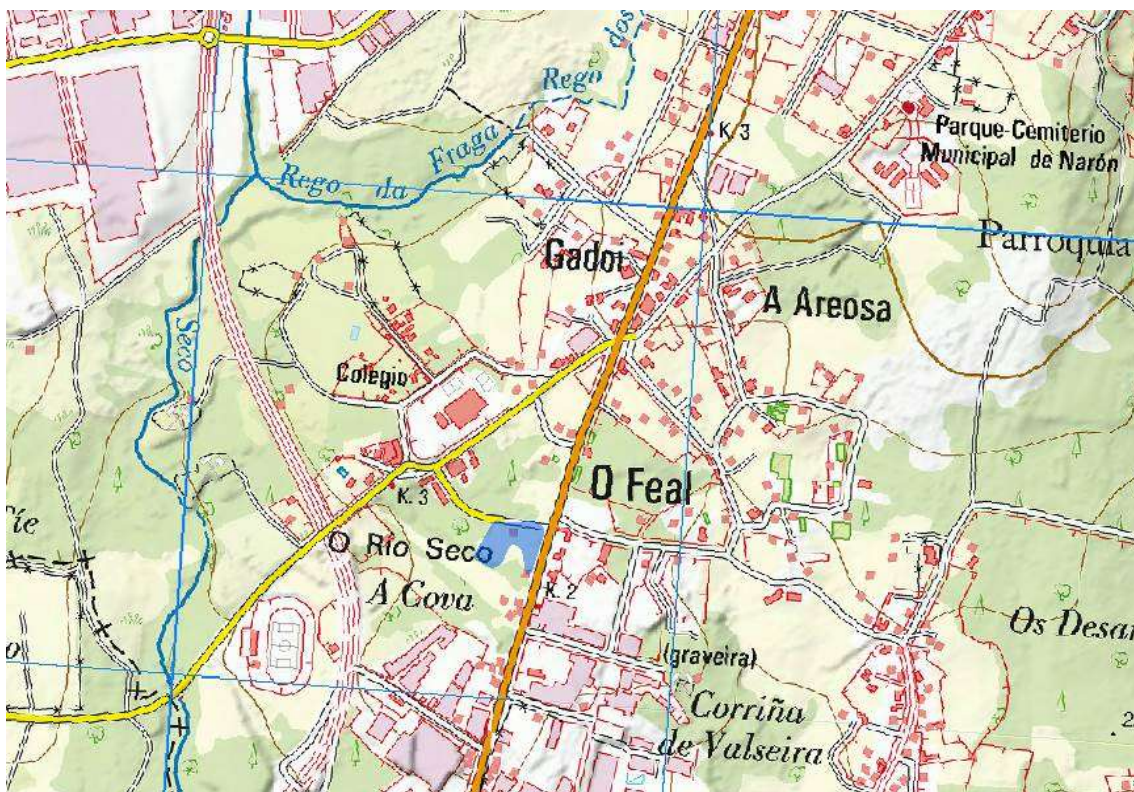 Rego dos
K. 3
Parque-Cemiterio
Municipal de Narón
Rego da Fraga
Parroquia
Gadoi
A Areosa
Seco
Colegio
O Feal
K. 3
O Río Seco
A Cova
K. 2
Os Desa
(graveira)
Corriña
de Valseira
2